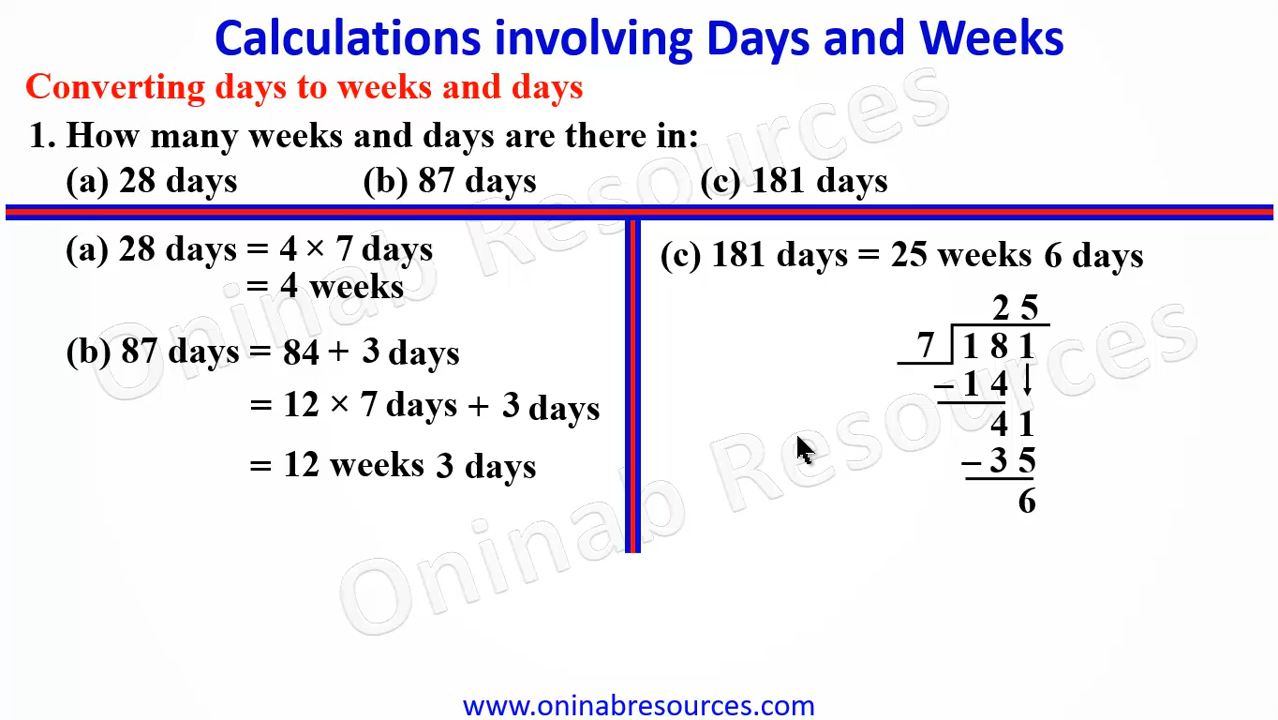 Calculations involving Days and Weeks
Converting days to weeks and days
1. How many weeks and days are there in:
(a) 28 days (b) 87 days (c) 181 days
(a) 28 days = 4 × 7 days
= 4 weeks
(b) 87 days = 84 + 3 days
= 12 × 7 days + 3 days
= 12 weeks 3 days
(c) 181 days = 25 weeks 6 days
2 5
7 1 8 1
– 1 4
4 1
– 3 5
6
Oninab Resources
Oninab Resources
www.oninabresources.com